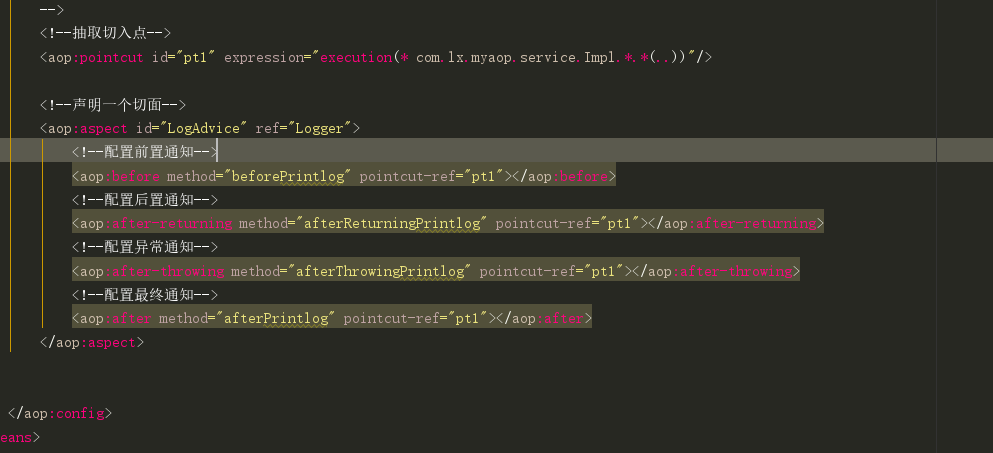 -->
<!--抽取切入点-->
<aop:pointcut id="pt1" expression="execution(* com.lx.myaop.service.Impl.*.*(..))"/>
<!--声明一个切面-->
<aop:aspect id="LogAdvice" ref="Logger">
<!--配置前置通知-->
<aop:before method="beforePrintlog" pointcut-ref="pt1"></aop:before>
<!--配置后置通知-->
<aop:after-returning method="afterReturningPrintlog" pointcut-ref="pt1"></aop:after-returning>
<!--配置异常通知-->
<aop:after-throwing method="afterThrowingPrintlog" pointcut-ref="pt1"></aop:after-throwing>
<!--配置最终通知-->
<aop:after method="afterPrintlog" pointcut-ref="pt1"></aop:after>
</aop:aspect>
</aop:config>
eans>